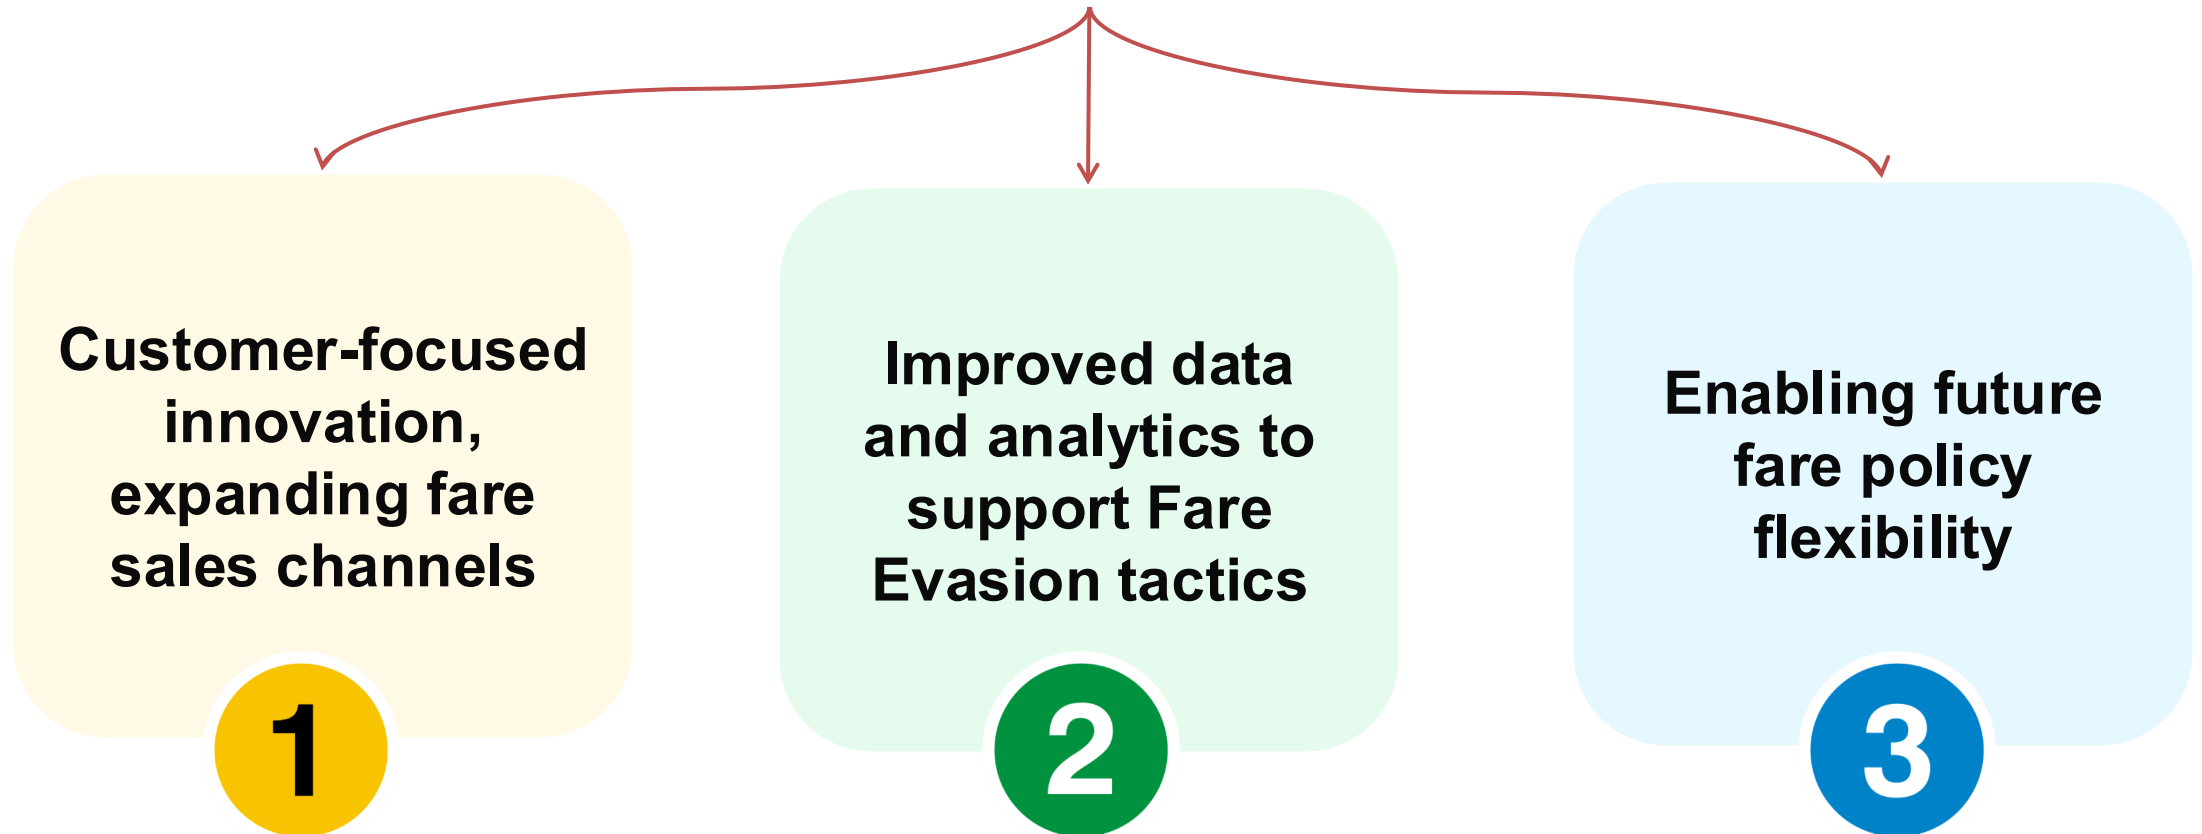 Customer-focused
innovation,
expanding fare
sales channels
1
Improved data
and analytics to
support Fare
Evasion tactics
2
Enabling future
fare policy
flexibility
3